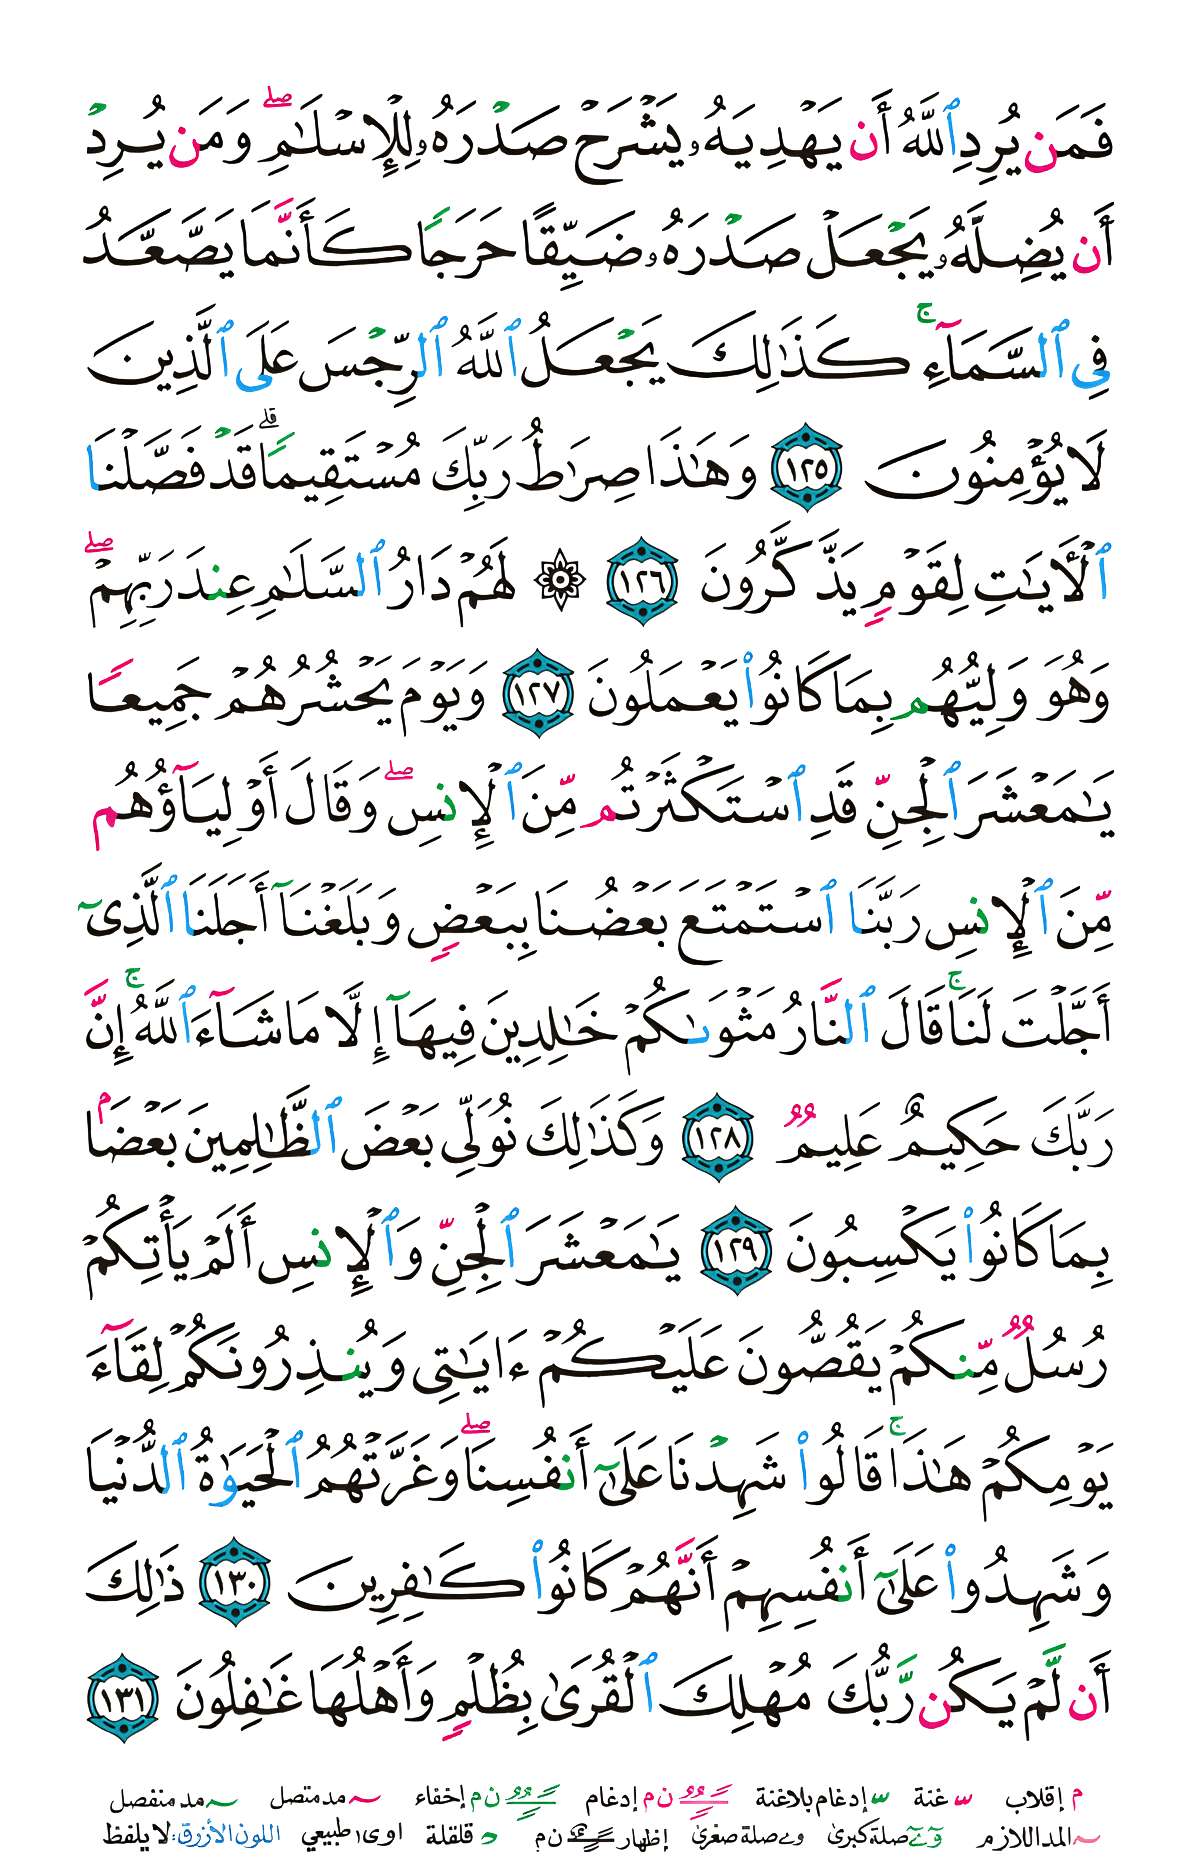 فَمَن يُرِدِ ٱللَّهُ أَن يَهْدِيَهُۥ يَشْرَحْ صَدْرَهُۥ لِلْإِسْلَـٰمِ ۖ وَمَن يُرِدْ
أَن يُضِلَّهُۥ يَجْعَلْ صَدْرَهُۥ ضَيِّقًا حَرَجًا كَأَنَّمَا يَصَّعَّدُ
فِى ٱلسَّمَآءِ ۚ كَذَٰلِكَ يَجْعَلُ ٱللَّهُ ٱلرِّجْسَ عَلَى ٱلَّذِينَ
لَا يُؤْمِنُونَ ١٢٥ وَهَـٰذَا صِرَٰطُ رَبِّكَ مُسْتَقِيمًا ۗ قَدْ فَصَّلْنَا
ٱلْـَٔايَـٰتِ لِقَوْمٍ يَذَّكَّرُونَ ١٢٦ ۞ لَهُمْ دَارُ ٱلسَّلَـٰمِ عِندَ رَبِّهِمْ ۖ
وَهُوَ وَلِيُّهُم بِمَا كَانُوا۟ يَعْمَلُونَ ١٢٧ وَيَوْمَ يَحْشُرُهُمْ جَمِيعًا
يَـٰمَعْشَرَ ٱلْجِنِّ قَدِ ٱسْتَكْثَرْتُم مِّنَ ٱلْإِنسِ ۖ وَقَالَ أَوْلِيَآؤُهُم
مِّنَ ٱلْإِنسِ رَبَّنَا ٱسْتَمْتَعَ بَعْضُنَا بِبَعْضٍ وَبَلَغْنَآ أَجَلَنَا ٱلَّذِىٓ
أَجَّلْتَ لَنَا ۚ قَالَ ٱلنَّارُ مَثْوَىٰكُمْ خَـٰلِدِينَ فِيهَآ إِلَّا مَا شَآءَ ٱللَّهُ ۚ إِنَّ
رَبَّكَ حَكِيمٌ عَلِيمٌ ١٢٨ وَكَذَٰلِكَ نُوَلِّى بَعْضَ ٱلظَّـٰلِمِينَ بَعْضًۢا
بِمَا كَانُوا۟ يَكْسِبُونَ ١٢٩ يَـٰمَعْشَرَ ٱلْجِنِّ وَٱلْإِنسِ أَلَمْ يَأْتِكُمْ
رُسُلٌ مِّنكُمْ يَقُصُّونَ عَلَيْكُمْ ءَايَـٰتِى وَيُنذِرُونَكُمْ لِقَآءَ
يَوْمِكُمْ هَـٰذَا ۚ قَالُوا۟ شَهِدْنَا عَلَىٰٓ أَنفُسِنَا ۖ وَغَرَّتْهُمُ ٱلْحَيَوٰةُ ٱلدُّنْيَا
وَشَهِدُوا۟ عَلَىٰٓ أَنفُسِهِمْ أَنَّهُمْ كَانُوا۟ كَـٰفِرِينَ ١٣٠ ذَٰلِكَ
أَن لَّمْ يَكُن رَّبُّكَ مُهْلِكَ ٱلْقُرَىٰ بِظُلْمٍ وَأَهْلُهَا غَـٰفِلُونَ ١٣١
م إقلاب غنة إدغام بلاغنة ن م إدغام ن م إخفاء مد متصل مد منفصل
المد اللازم صلة كبرى و ے صلة صغرى إظهار ن م قلقلة ا و ى طبيعي اللون الأزرق: لا يلفظ